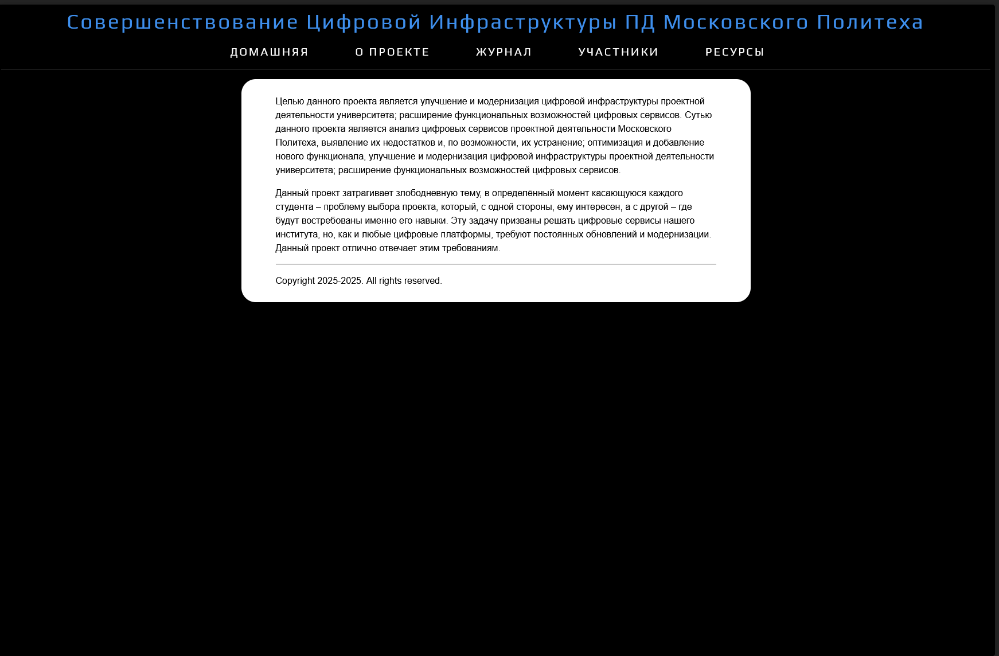 Совершенствование Цифровой Инфраструктуры ПД Московского Политеха
ДОМАШНЯЯ О ПРОЕКТЕ ЖУРНАЛ УЧАСТНИКИ РЕСУРСЫ
Целью данного проекта является улучшение и модернизация цифровой инфраструктуры проектной
деятельности университета; расширение функциональных возможностей цифровых сервисов. Сутью
данного проекта является анализ цифровых сервисов проектной деятельности Московского
Политеха, выявление их недостатков и, по возможности, их устранение; оптимизация и добавление
нового функционала, улучшение и модернизация цифровой инфраструктуры проектной деятельности
университета; расширение функциональных возможностей цифровых сервисов.
Данный проект затрагивает злободневную тему, в определённый момент касающуюся каждого
студента – проблему выбора проекта, который, с одной стороны, ему интересен, а с другой – где
будут востребованы именно его навыки. Эту задачу призваны решать цифровые сервисы нашего
института, но, как и любые цифровые платформы, требуют постоянных обновлений и модернизации.
Данный проект отлично отвечает этим требованиям.
Copyright 2025-2025. All rights reserved.